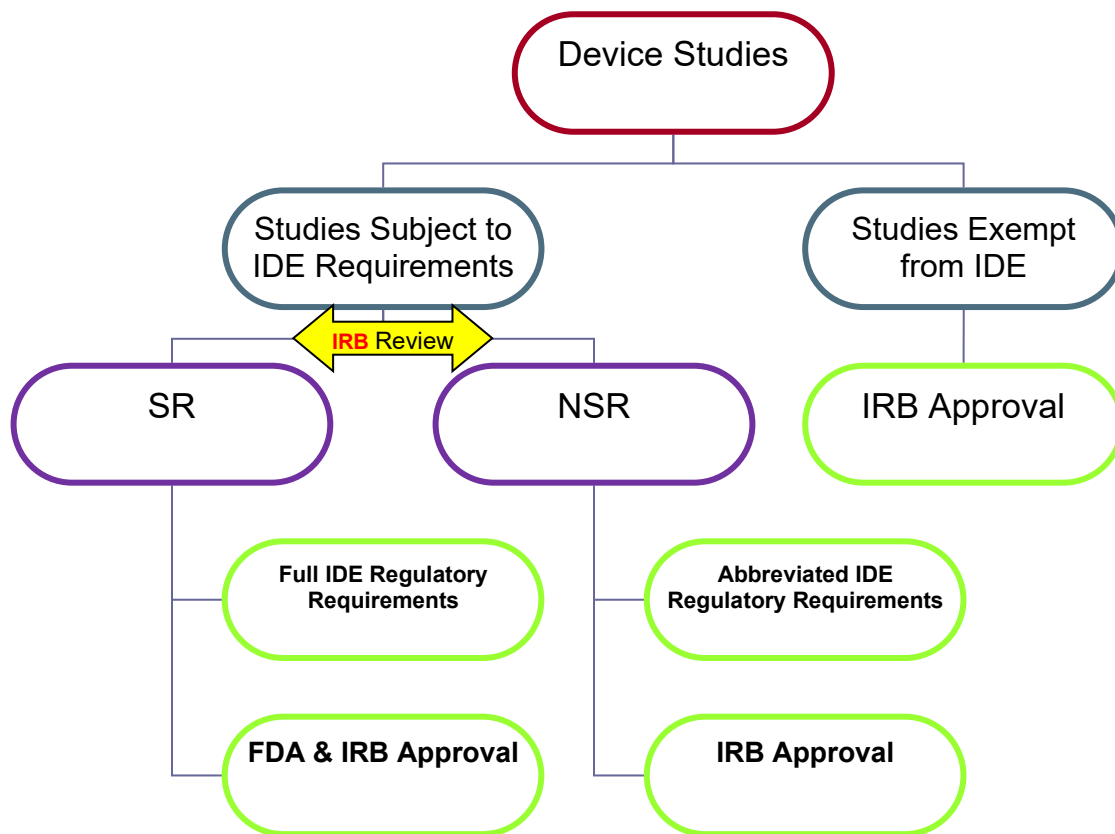 Device Studies
Studies Subject to
IDE Requirements
Studies Exempt
from IDE
IRB Review
SR
NSR
IRB Approval
Full IDE Regulatory
Requirements
Abbreviated IDE
Regulatory Requirements
FDA & IRB Approval
IRB Approval